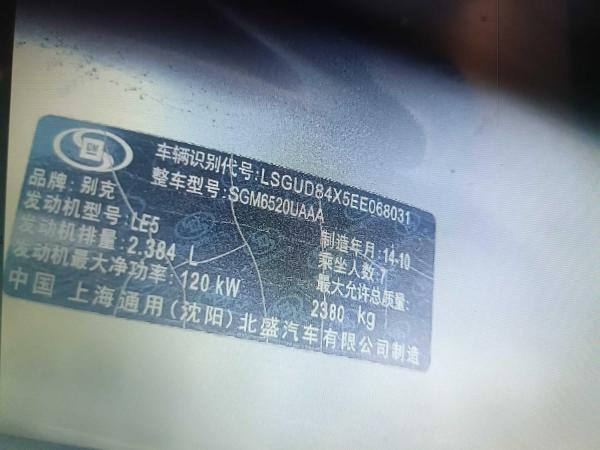 GM
车辆识别代号:LSGUD84X5EE068031
整车型号:SGM6520UAAA
品牌:别克
发动机型号:LE5
制造年月:14-10
发动机排量:2.384 L
乘坐人数:7
发动机最大净功率:120 kW
最大允许总质量:
2380 kg
中国 上海通用(沈阳)北盛汽车有限公司制造